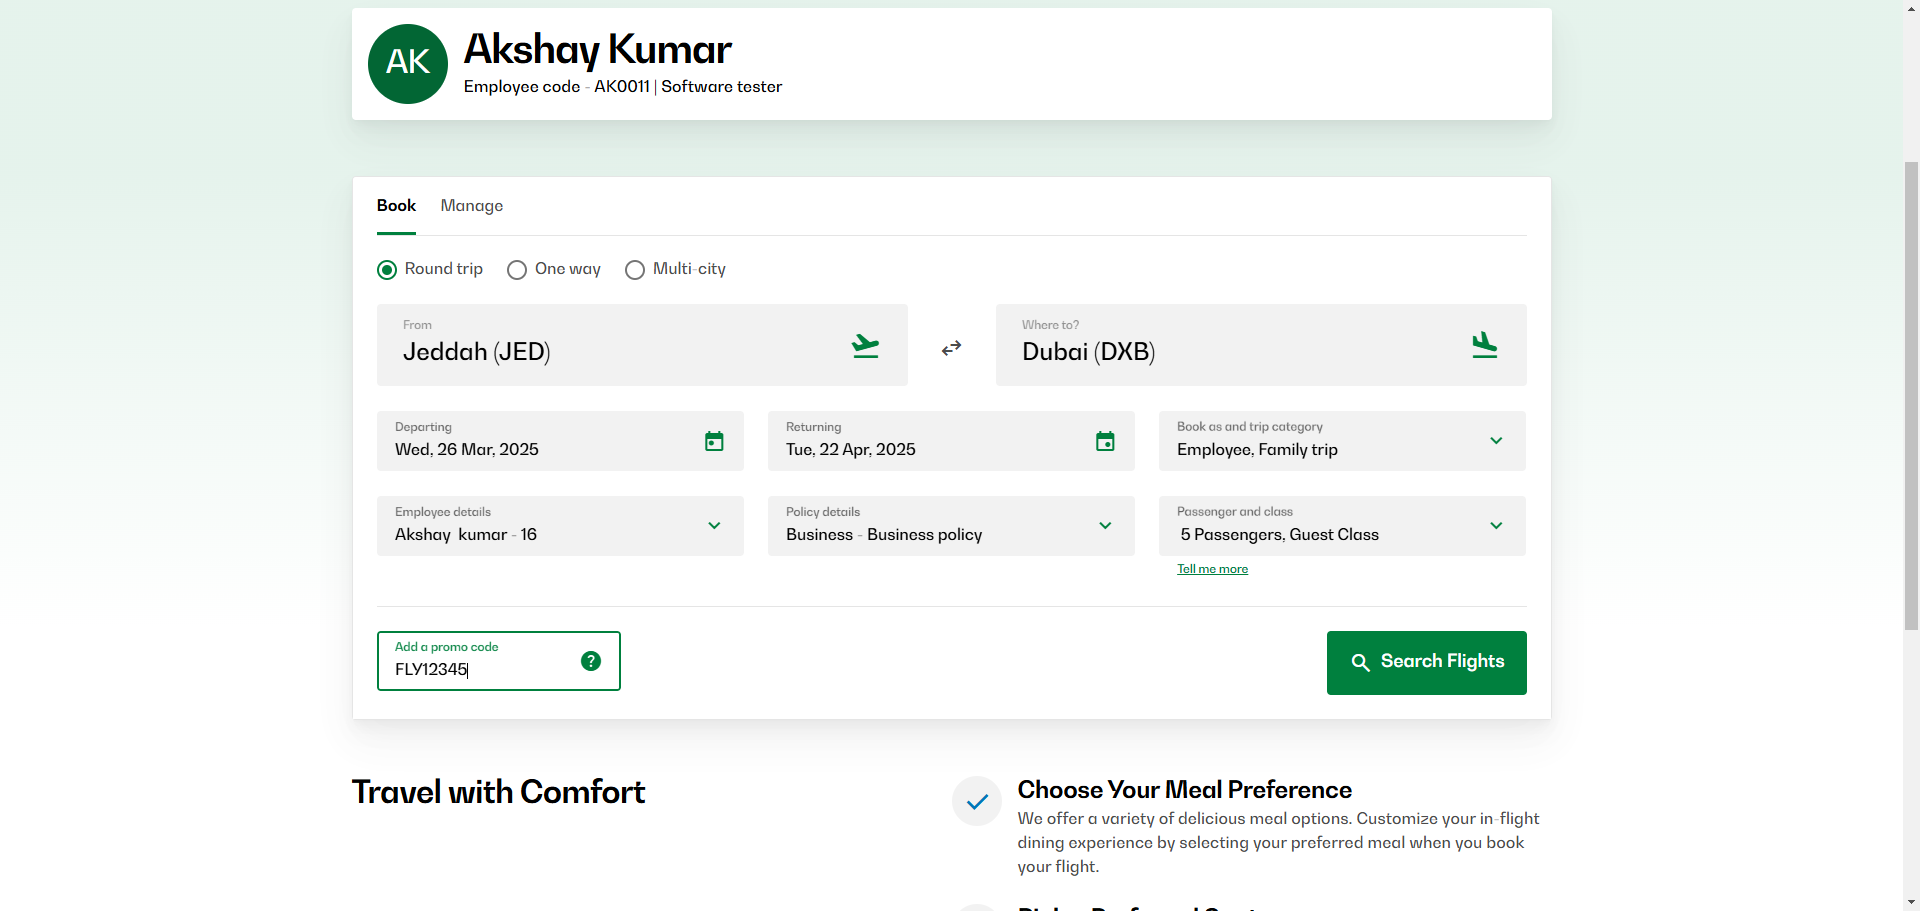 AK
Akshay Kumar
Employee code - AK0011 | Software tester
Book Manage
Round trip One way Multi-city
From
Jeddah (JED)
Where to?
Dubai (DXB)
Departing
Wed, 26 Mar, 2025
Returning
Tue, 22 Apr, 2025
Book as and trip category
Employee, Family trip
Employee details
Akshay kumar - 16
Policy details
Business - Business policy
Passenger and class
5 Passengers, Guest Class
Tell me more
Add a promo code
FLY12345
?
Search Flights
Travel with Comfort
Choose Your Meal Preference
We offer a variety of delicious meal options. Customize your in-flight
dining experience by selecting your preferred meal when you book
your flight.